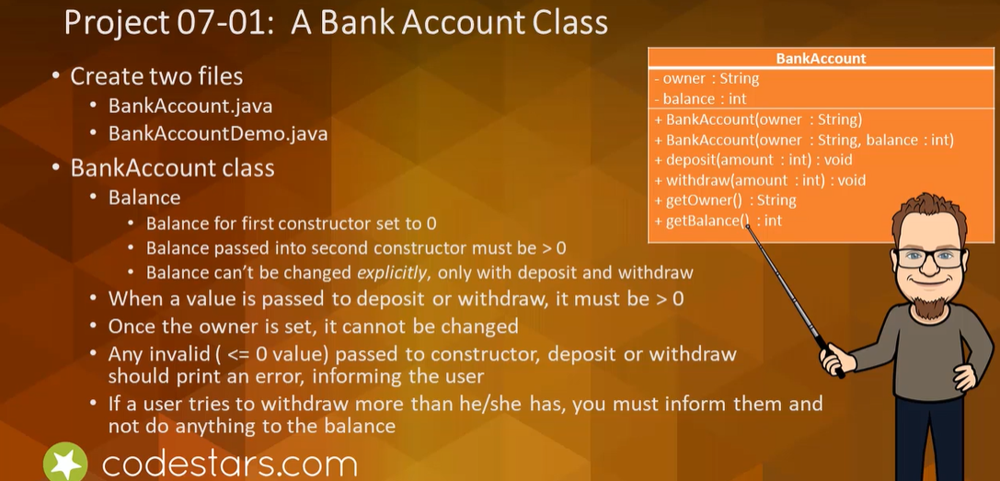 Project 07-01: A Bank Account Class
• Create two files
• BankAccount.java
• BankAccountDemo.java
• BankAccount class
• Balance
• Balance for first constructor set to 0
• Balance passed into second constructor must be > 0
• Balance can't be changed explicitly, only with deposit and withdraw
• When a value is passed to deposit or withdraw, it must be > 0
• Once the owner is set, it cannot be changed
• Any invalid ( <= 0 value) passed to constructor, deposit or withdraw
should print an error, informing the user
• If a user tries to withdraw more than he/she has, you must inform them and
not do anything to the balance
BankAccount
- owner : String
- balance : int
+ BankAccount(owner : String)
+ BankAccount(owner : String, balance : int)
+ deposit(amount : int) : void
+ withdraw(amount : int) : void
+ getOwner() : String
+ getBalance() : int
codestars.com